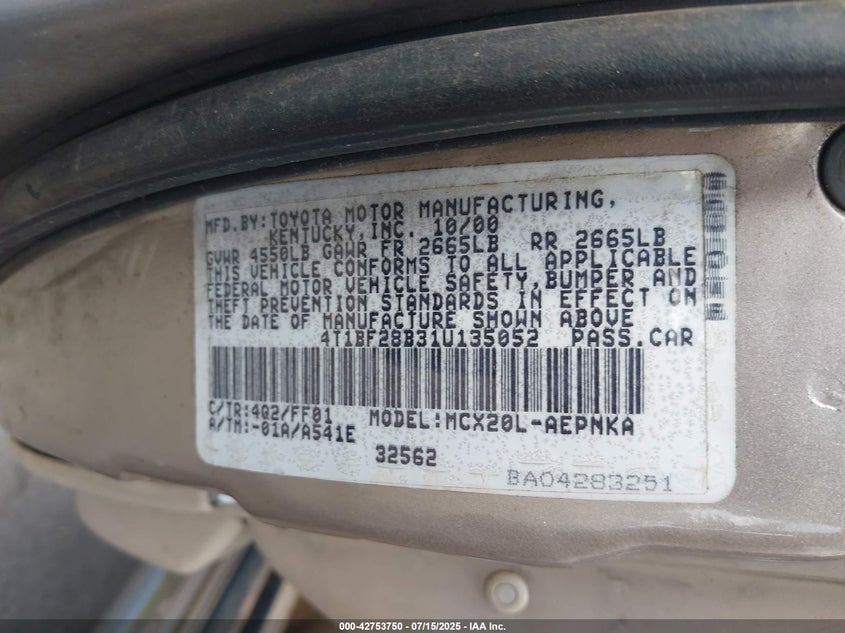 MFD.BY:TOYOTA MOTOR MANUFACTURING,
KENTUCKY,INC. 10/00
GVWR 4550LB GAWR FR 2665LB RR 2665LB
THIS VEHICLE CONFORMS TO ALL APPLICABLE
FEDERAL MOTOR VEHICLE SAFETY,BUMPER AND
THEFT PREVENTION STANDARDS IN EFFECT ON
THE DATE OF MANUFACTURE SHOWN ABOVE
4T1BF28B31U135052 PASS.CAR
C/TR:4Q2/FF01 MODEL:MCX20L-AEPNKA
A/TM:-01A/A541E
32562
BA04283251
000-42753750 | 07/15/2025 - IAA Inc.